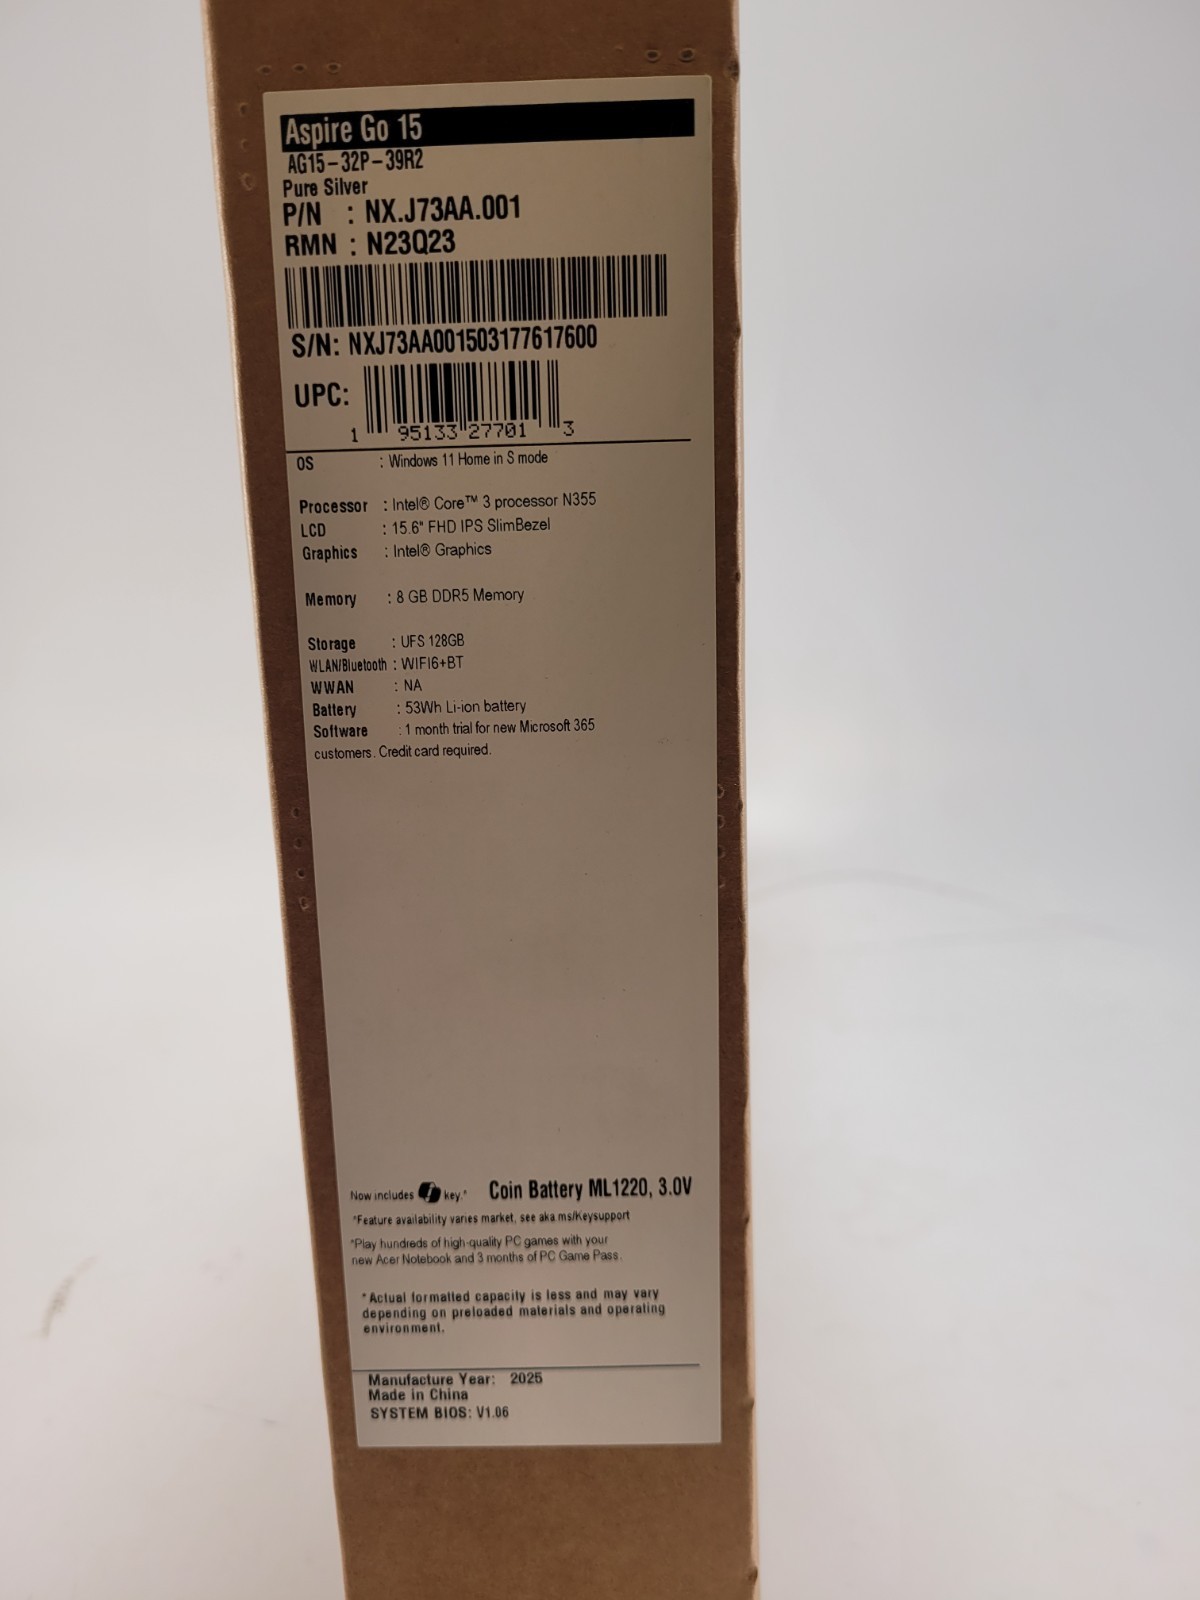 Aspire Go 15
AG15-32P-39R2
Pure Silver
P/N : NX.J73AA.001
RMN : N23Q23
S/N: NXJ73AA001503177617600
UPC:
1 95133 27701 3
OS : Windows 11 Home in S mode
Processor : Intel® Core™ 3 processor N355
LCD : 15.6" FHD IPS SlimBezel
Graphics : Intel® Graphics
Memory : 8 GB DDR5 Memory
Storage : UFS 128GB
WLAN/Bluetooth : WIFI6+BT
WWAN : NA
Battery : 53Wh Li-ion battery
Software : 1 month trial for new Microsoft 365
customers. Credit card required.
Now includes key.* Coin Battery ML1220, 3.0V
*Feature availability varies market, see aka.ms/Keysupport
*Play hundreds of high-quality PC games with your
new Acer Notebook and 3 months of PC Game Pass.
*Actual formatted capacity is less and may vary
depending on preloaded materials and operating
environment.
Manufacture Year: 2025
Made in China
SYSTEM BIOS: V1.06